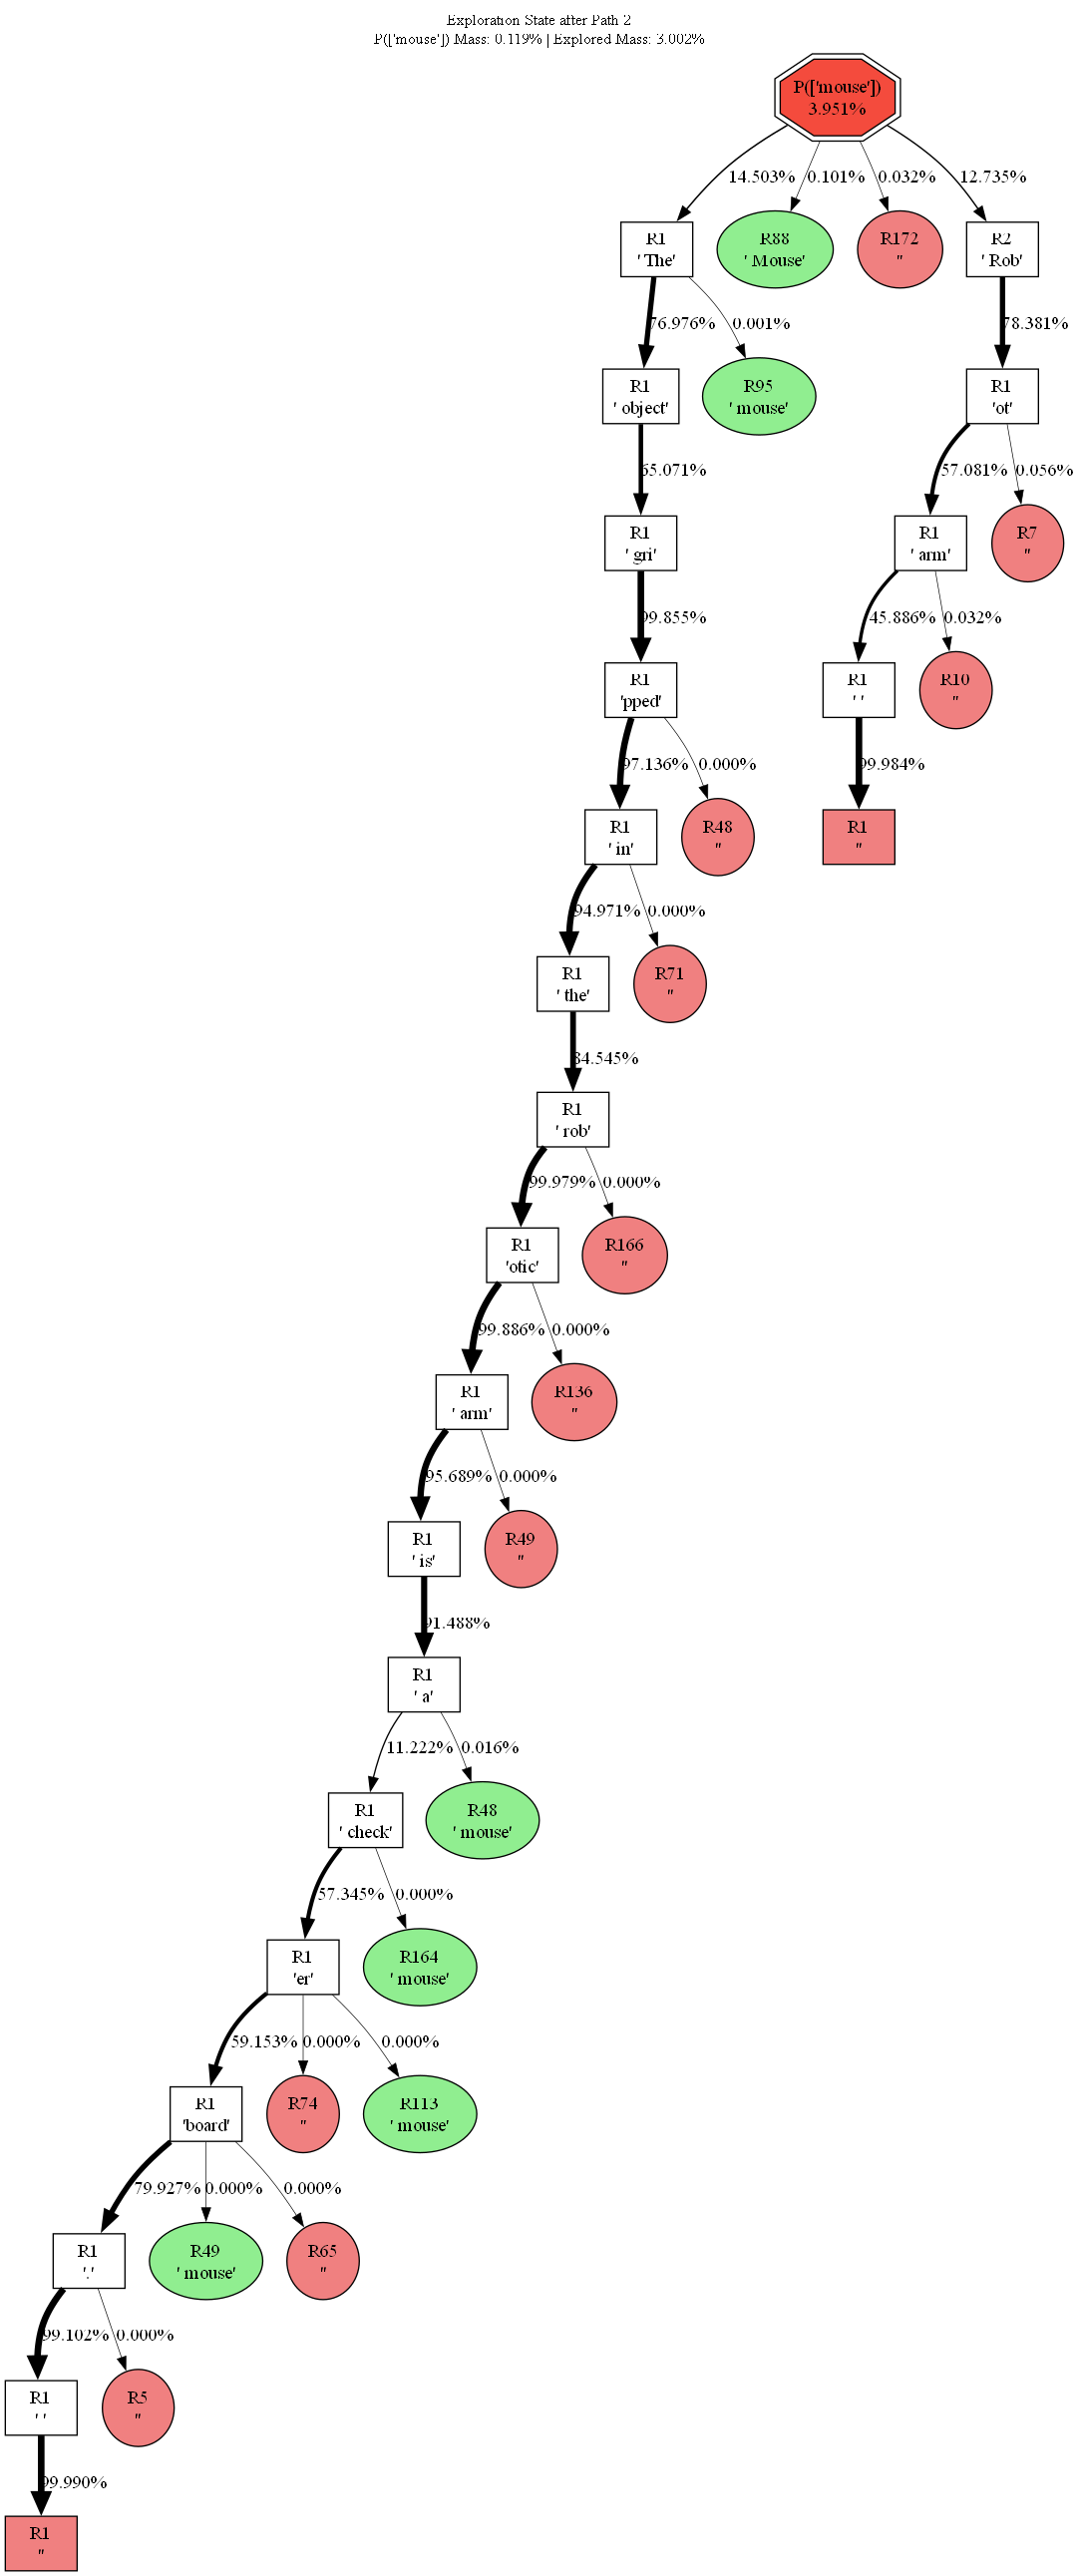 Exploration State after Path 2
P(['mouse']) Mass: 0.119% | Explored Mass: 3.002%
P(['mouse'])
3.951%
14.503%
0.101%
0.032%
12.735%
R1
' The'
R88
' Mouse'
R172
''
R2
' Rob'
76.976%
0.001%
78.381%
R1
' object'
R95
' mouse'
R1
'ot'
65.071%
57.081%
0.056%
R1
' gri'
R1
' arm'
R7
''
99.855%
45.886%
0.032%
R1
'pped'
R1
' '
R10
''
97.136%
0.000%
99.984%
R1
' in'
R48
''
R1
''
94.971%
0.000%
R1
' the'
R71
''
84.545%
R1
' rob'
99.979%
0.000%
R1
'otic'
R166
''
99.886%
0.000%
R1
' arm'
R136
''
95.689%
0.000%
R1
' is'
R49
''
91.488%
R1
' a'
11.222%
0.016%
R1
' check'
R48
' mouse'
57.345%
0.000%
R1
'er'
R164
' mouse'
59.153%
0.000%
0.000%
R1
'board'
R74
''
R113
' mouse'
79.927%
0.000%
0.000%
R1
'.'
R49
' mouse'
R65
''
99.102%
0.000%
R1
' '
R5
''
99.990%
R1
''